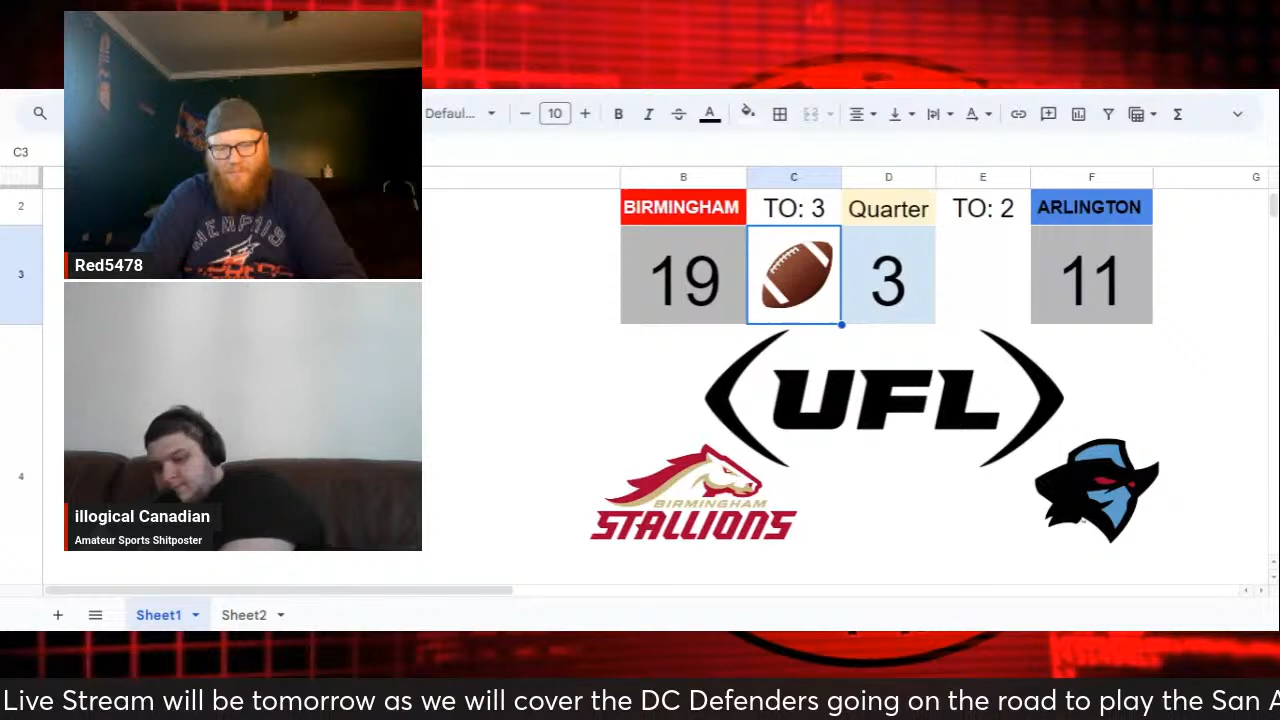 MEMPHIS
Red5478
illogical Canadian
Amateur Sports Shitposter
Defaul...
10
B
I
S
A
Σ
C3
B
C
D
E
F
G
2
3
4
BIRMINGHAM
TO: 3
Quarter
TO: 2
ARLINGTON
19
3
11
UFL
BIRMINGHAM
STALLIONS
Sheet1
Sheet2
Live Stream will be tomorrow as we will cover the DC Defenders going on the road to play the San A